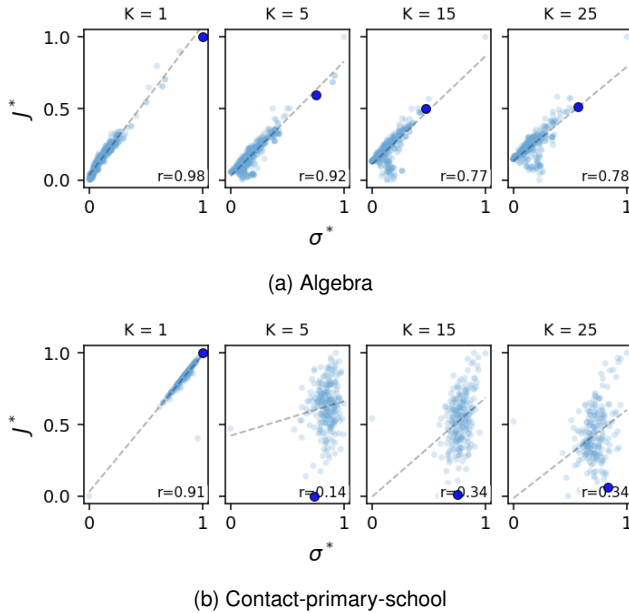 K = 1 K = 5 K = 15 K = 25
1.0
0.5
0.0
J*
r=0.98 r=0.92 r=0.77 r=0.78
0 1 0 1 0 1 0 1
σ*
(a) Algebra
K = 1 K = 5 K = 15 K = 25
1.0
0.5
0.0
J*
r=0.91 r=0.14 r=0.34 r=0.34
0 1 0 1 0 1 0 1
σ*
(b) Contact-primary-school